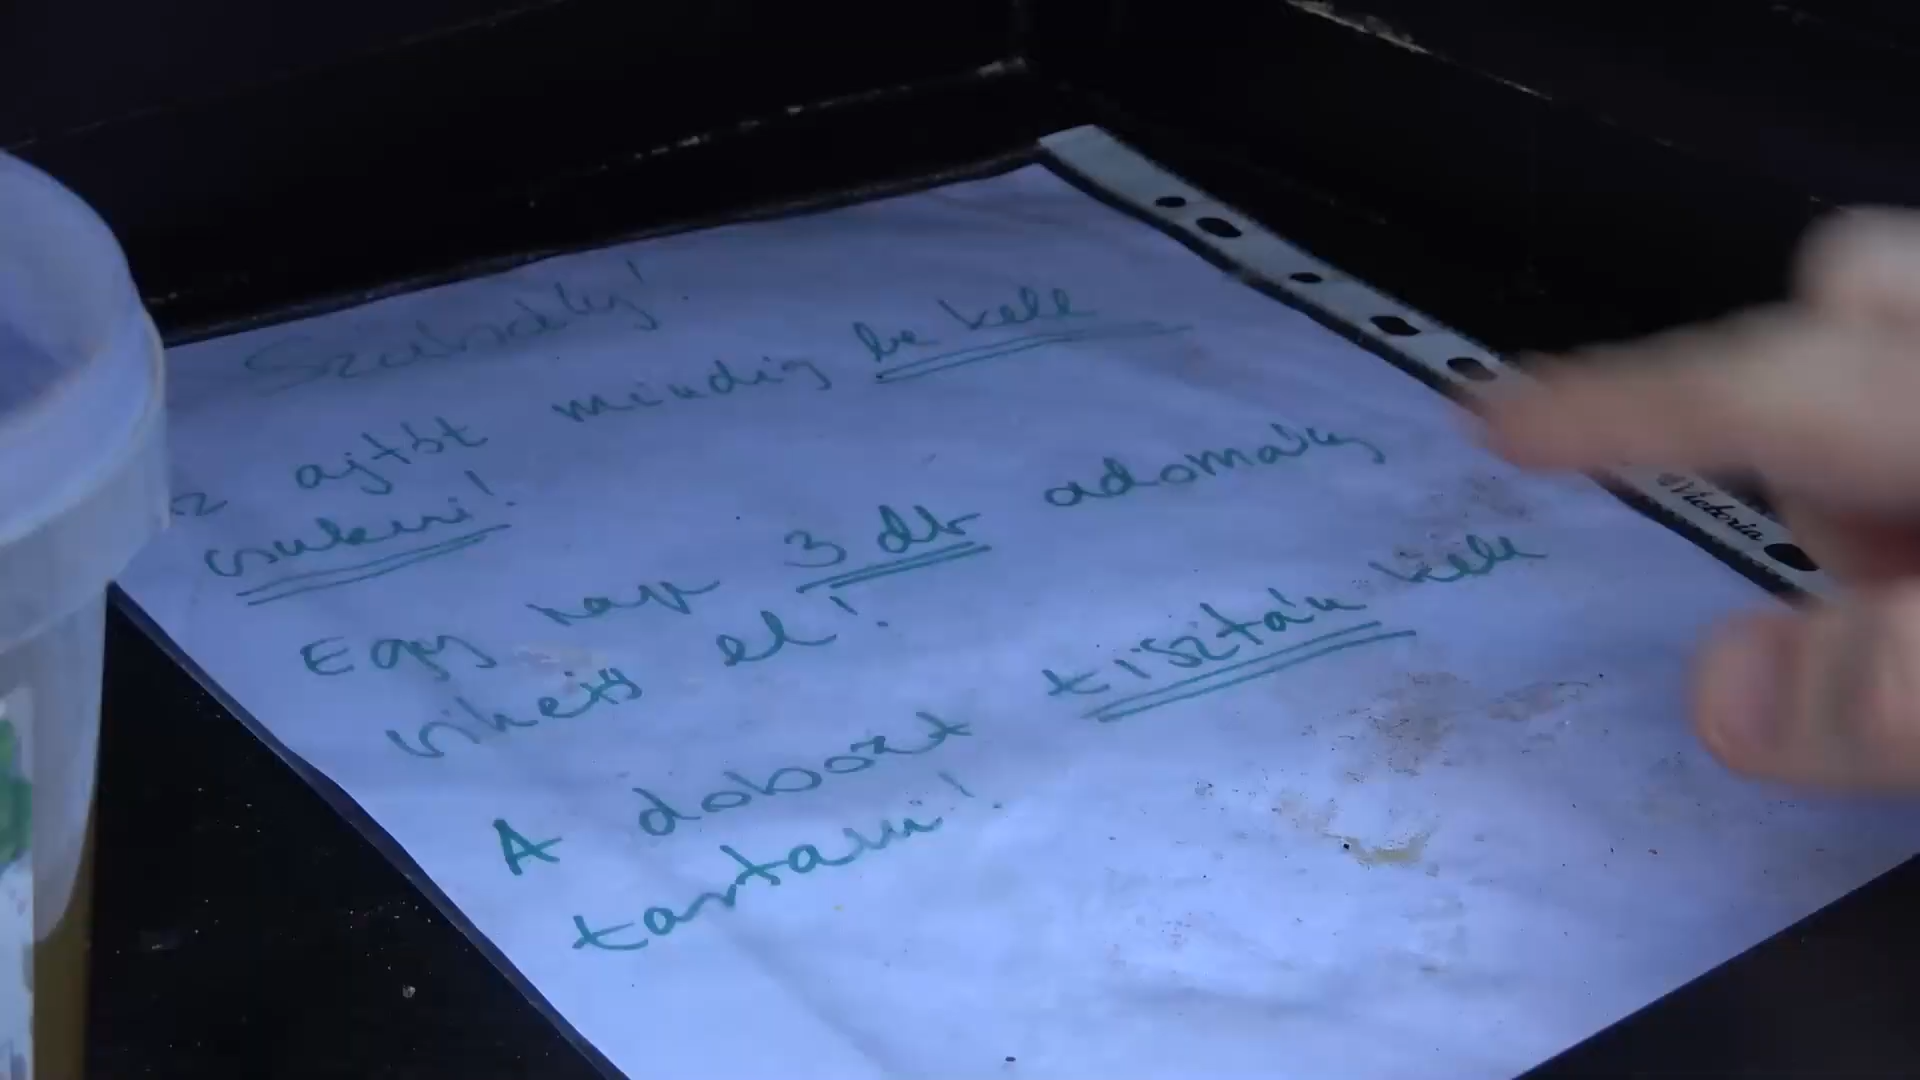 Szabály!
Az ajtót mindig be kell
csukni!
Egy nap 3 db adomány
vihető el!
A dobozt tisztán kell
tartani!
Victoria